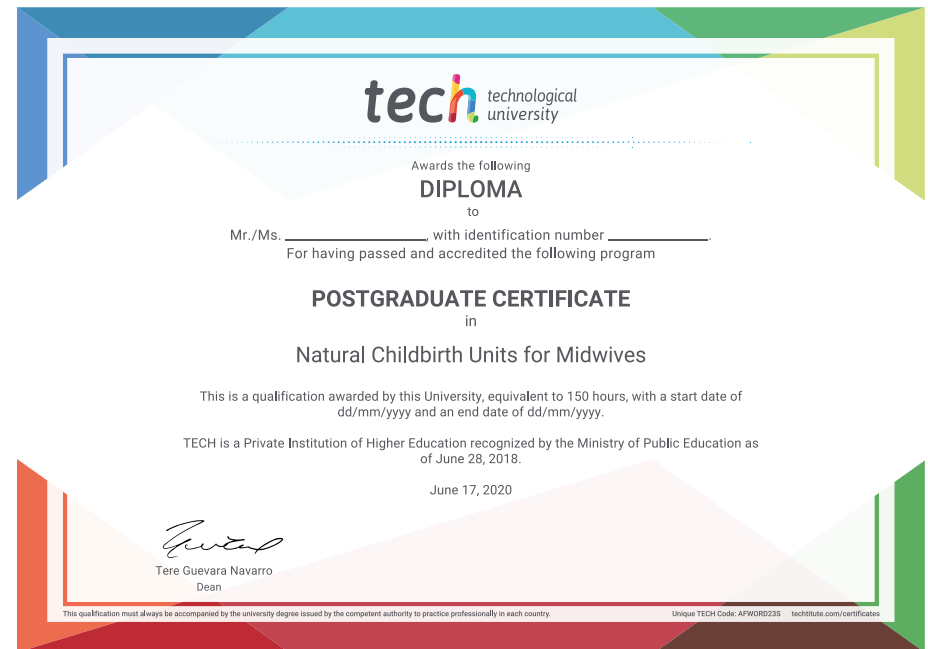 tech technological
university
Awards the following
DIPLOMA
to
Mr./Ms. ____________________, with identification number ______________.
For having passed and accredited the following program
POSTGRADUATE CERTIFICATE
in
Natural Childbirth Units for Midwives
This is a qualification awarded by this University, equivalent to 150 hours, with a start date of
dd/mm/yyyy and an end date of dd/mm/yyyy.
TECH is a Private Institution of Higher Education recognized by the Ministry of Public Education as
of June 28, 2018.
June 17, 2020
Tere Guevara Navarro
Dean
This qualification must always be accompanied by the university degree issued by the competent authority to practice professionally in each country. Unique TECH Code: AFWORD23S techtitute.com/certificates